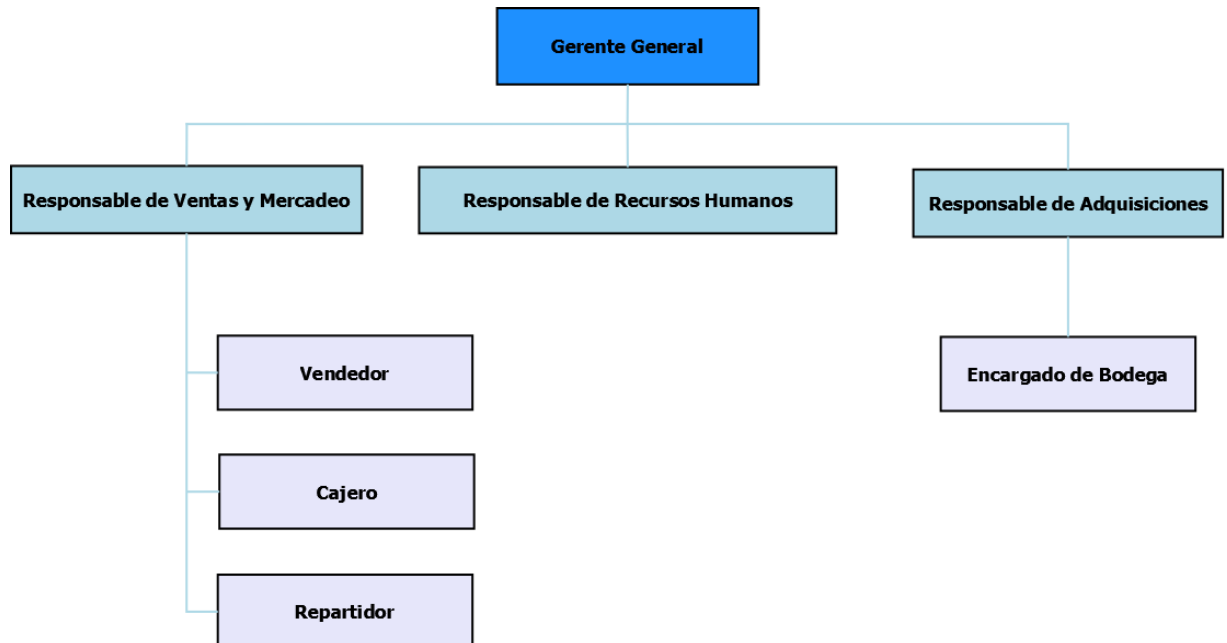 Gerente General
Responsable de Ventas y Mercadeo
Responsable de Recursos Humanos
Responsable de Adquisiciones
Vendedor
Encargado de Bodega
Cajero
Repartidor